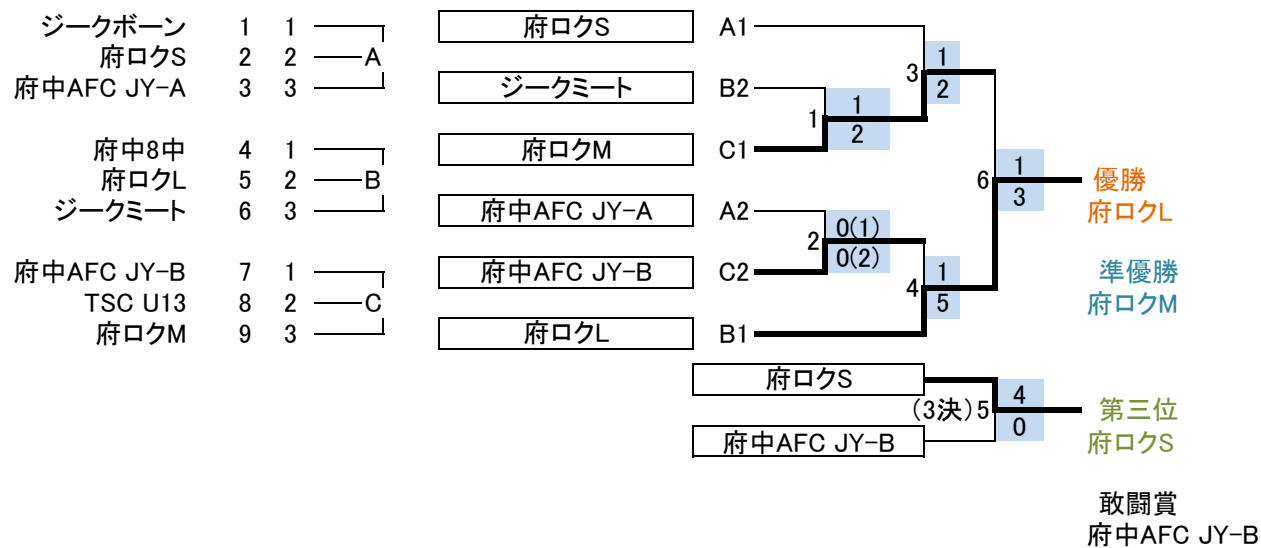 ジークボーン 1 1 府ロクS A1
府ロクS 2 2 A 1
3
府中AFC JY-A 3 3 ジークミート B2 2
1
1
府中8中 4 1 府ロクM C1 2
府ロクL 5 2 B 1
6 優勝
ジークミート 6 3 府中AFC JY-A A2 3 府ロクL
0(1)
2
0(2)
府中AFC JY-B 7 1 府中AFC JY-B C2 1 準優勝
4
TSC U13 8 2 C 5 府ロクM
府ロクM 9 3 府ロクL B1
府ロクS
4
(3決)5 第三位
0
府中AFC JY-B 府ロクS
敢闘賞
府中AFC JY-B